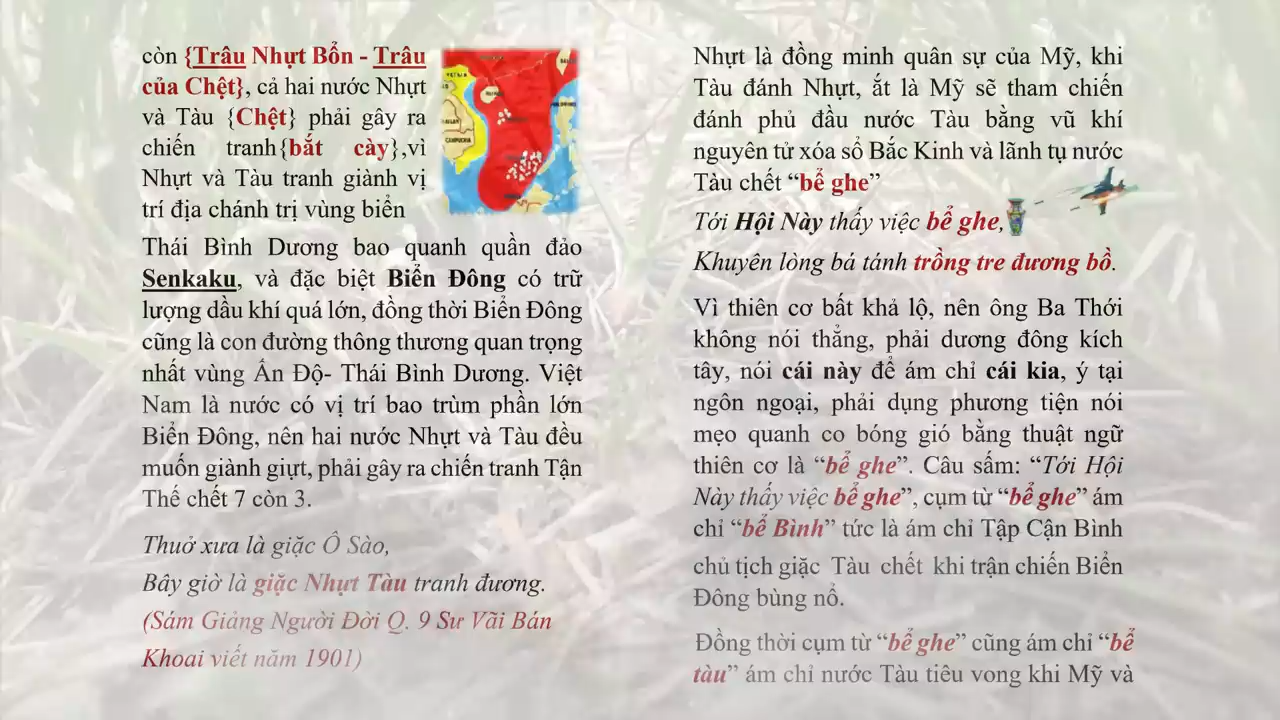 còn {Trâu Nhựt Bổn - Trâu
của Chệt}, cả hai nước Nhựt
và Tàu {Chệt} phải gây ra
chiến tranh{bắt cày},vì
Nhựt và Tàu tranh giành vị
trí địa chánh trị vùng biển
Thái Bình Dương bao quanh quần đảo
Senkaku, và đặc biệt Biển Đông có trữ
lượng dầu khí quá lớn, đồng thời Biển Đông
cũng là con đường thông thương quan trọng
nhất vùng Ấn Độ- Thái Bình Dương. Việt
Nam là nước có vị trí bao trùm phần lớn
Biển Đông, nên hai nước Nhựt và Tàu đều
muốn giành giựt, phải gây ra chiến tranh Tận
Thế chết 7 còn 3.
Thuở xưa là giặc Ô Sào,
Bây giờ là giặc Nhựt Tàu tranh đương.
(Sám Giảng Người Đời Q. 9 Sư Vãi Bán
Khoai viết năm 1901)
Nhựt là đồng minh quân sự của Mỹ, khi
Tàu đánh Nhựt, ắt là Mỹ sẽ tham chiến
đánh phủ đầu nước Tàu bằng vũ khí
nguyên tử xóa sổ Bắc Kinh và lãnh tụ nước
Tàu chết “bể ghe”
Tới Hội Này thấy việc bể ghe,
Khuyên lòng bá tánh trồng tre đương bồ.
Vì thiên cơ bất khả lộ, nên ông Ba Thới
không nói thẳng, phải dương đông kích
tây, nói cái này để ám chỉ cái kia, ý tại
ngôn ngoại, phải dụng phương tiện nói
mẹo quanh co bóng gió bằng thuật ngữ
thiên cơ là “bể ghe”. Câu sấm: “Tới Hội
Này thấy việc bể ghe”, cụm từ “bể ghe” ám
chỉ “bể Bình” tức là ám chỉ Tập Cận Bình
chủ tịch giặc Tàu chết khi trận chiến Biển
Đông bùng nổ.
Đồng thời cụm từ “bể ghe” cũng ám chỉ “bể
tàu” ám chỉ nước Tàu tiêu vong khi Mỹ và